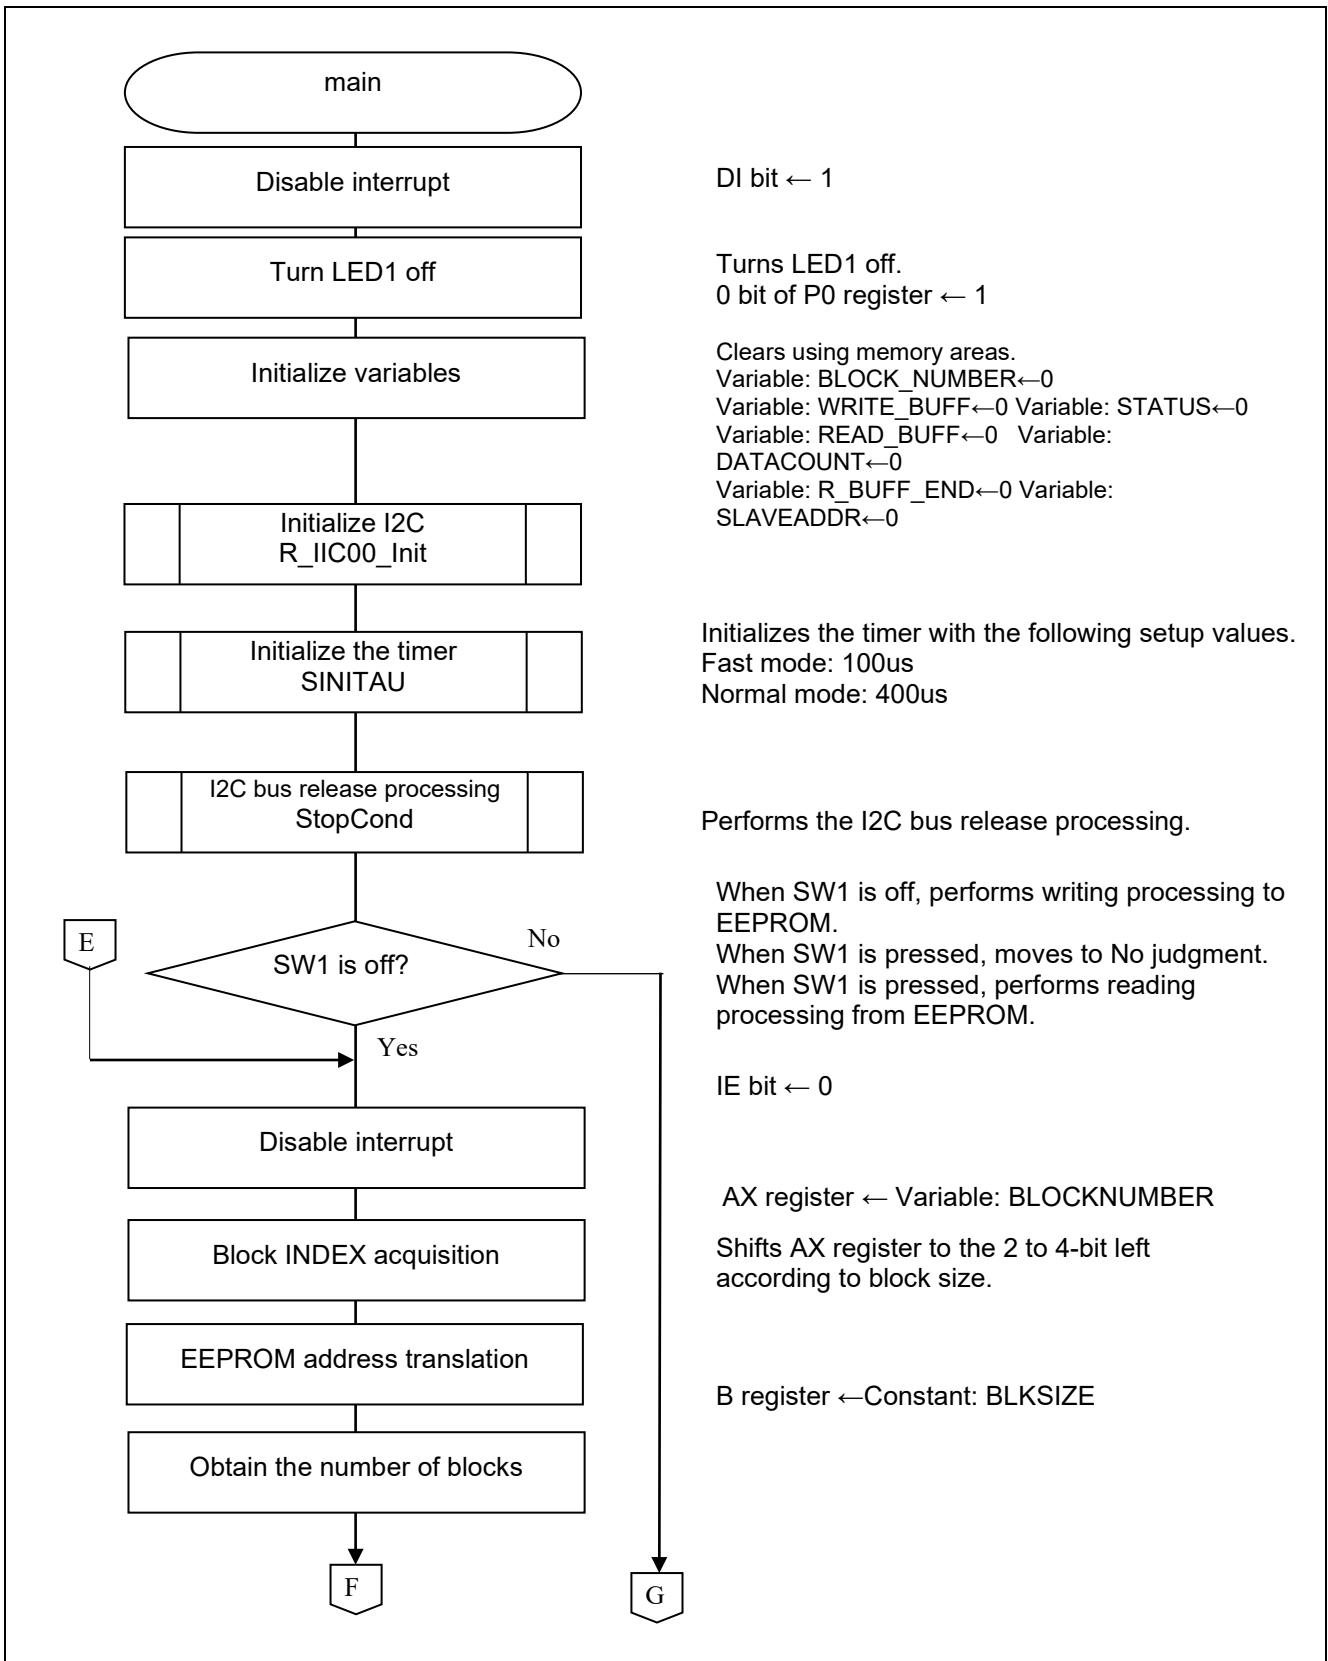 main
Disable interrupt
DI bit ← 1
Turn LED1 off
Turns LED1 off.
0 bit of P0 register ← 1
Initialize variables
Clears using memory areas.
Variable: BLOCK_NUMBER←0
Variable: WRITE_BUFF←0 Variable: STATUS←0
Variable: READ_BUFF←0 Variable:
DATACOUNT←0
Variable: R_BUFF_END←0 Variable:
SLAVEADDR←0
Initialize I2C
R_IIC00_Init
Initialize the timer
SINITAU
Initializes the timer with the following setup values.
Fast mode: 100us
Normal mode: 400us
I2C bus release processing
StopCond
Performs the I2C bus release processing.
E
SW1 is off?
No
Yes
When SW1 is off, performs writing processing to
EEPROM.
When SW1 is pressed, moves to No judgment.
When SW1 is pressed, performs reading
processing from EEPROM.
IE bit ← 0
Disable interrupt
AX register ← Variable: BLOCKNUMBER
Block INDEX acquisition
Shifts AX register to the 2 to 4-bit left
according to block size.
EEPROM address translation
B register ←Constant: BLKSIZE
Obtain the number of blocks
F
G